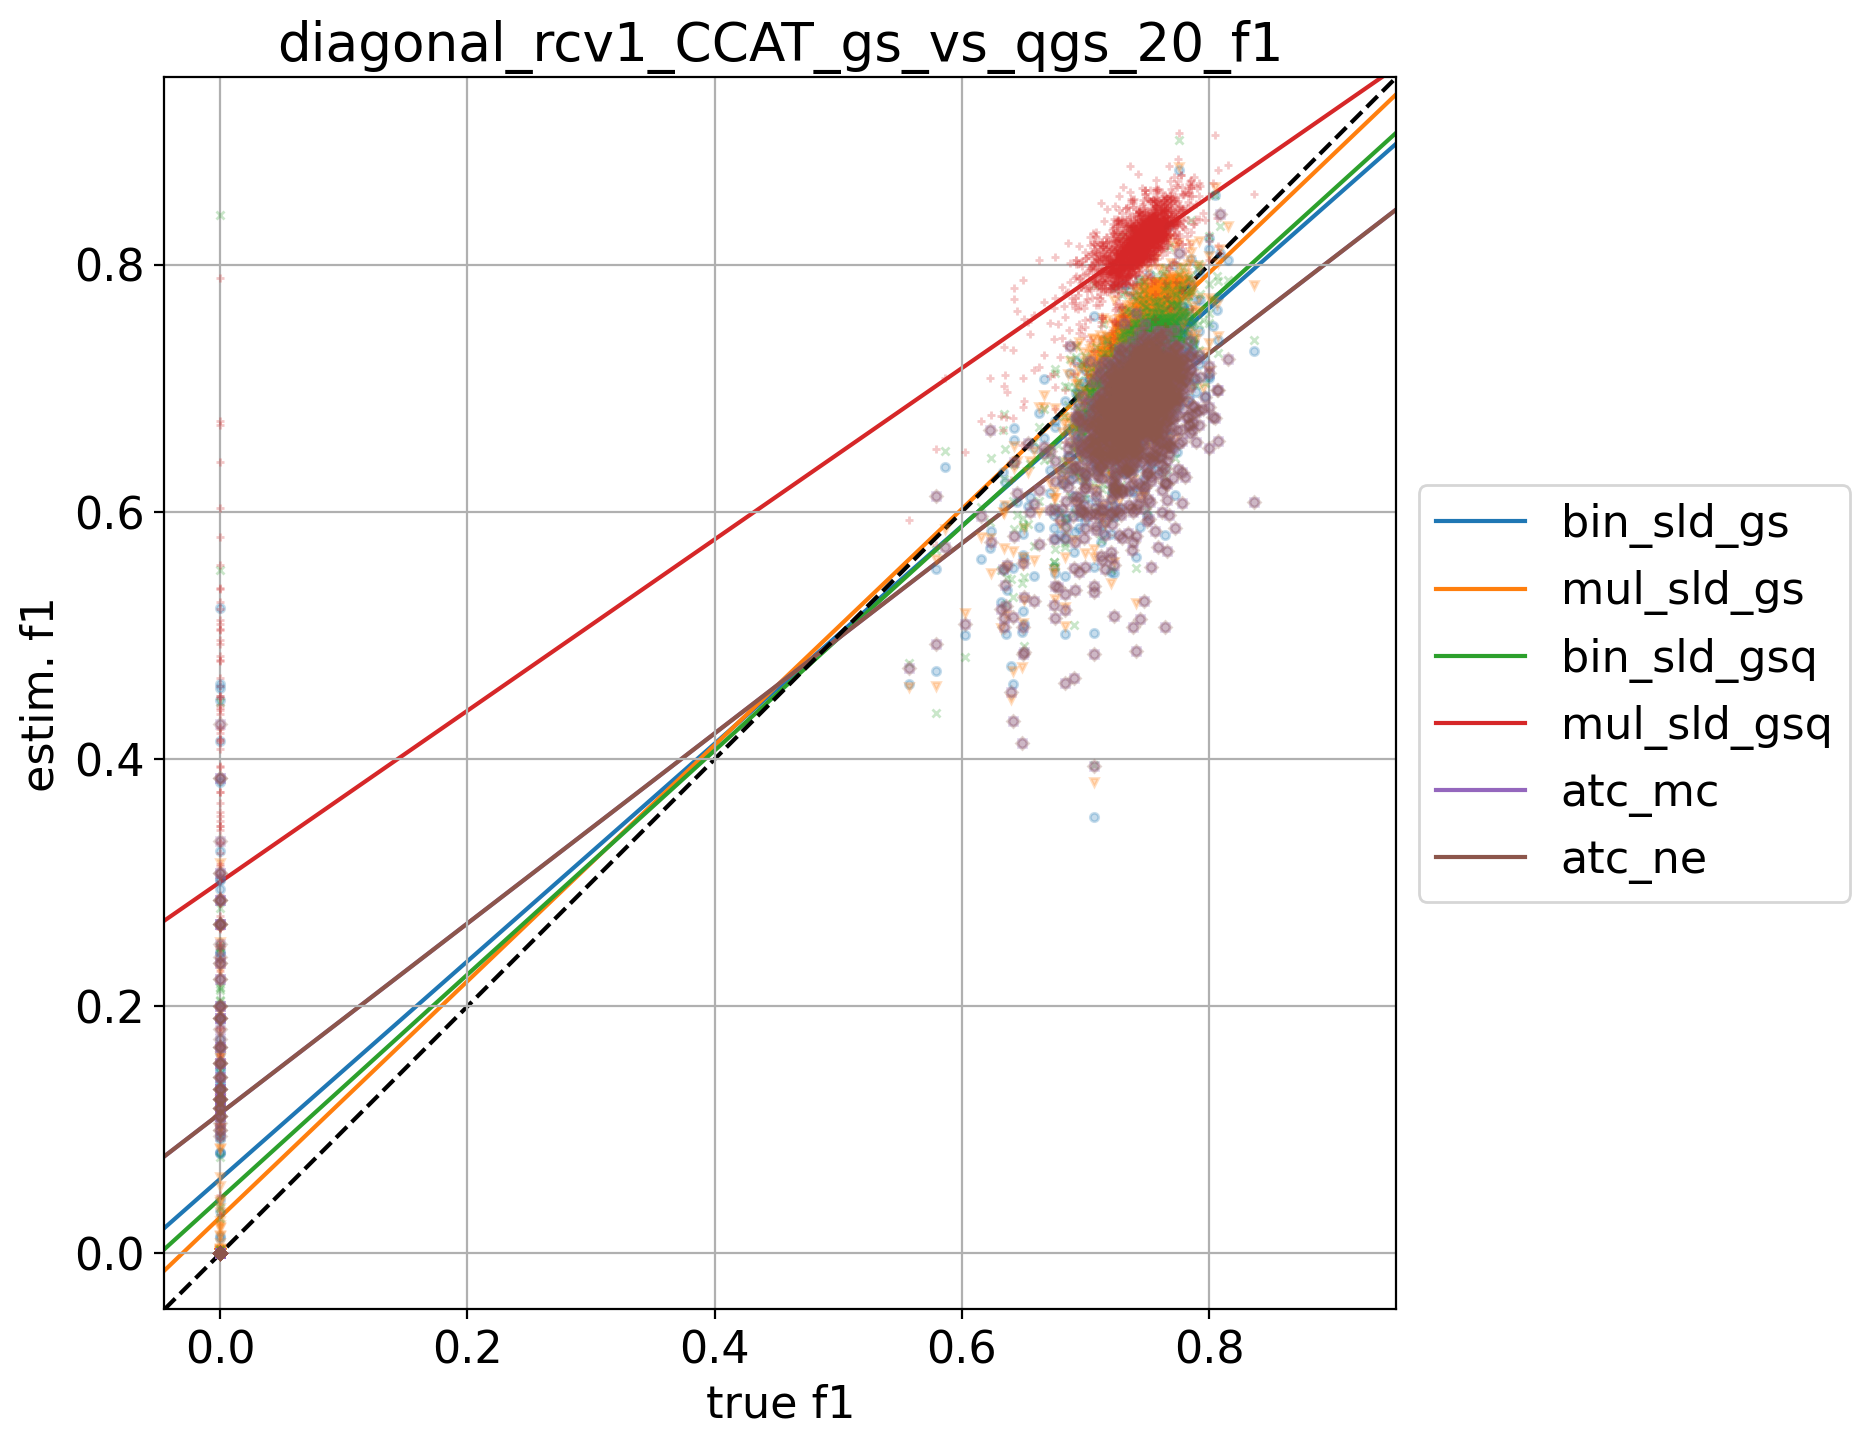 diagonal_rcv1_CCAT_gs_vs_qgs_20_f1
estim. f1
0.8
0.6
0.4
0.2
0.0
0.0 0.2 0.4 0.6 0.8
true f1
bin_sld_gs
mul_sld_gs
bin_sld_gsq
mul_sld_gsq
atc_mc
atc_ne